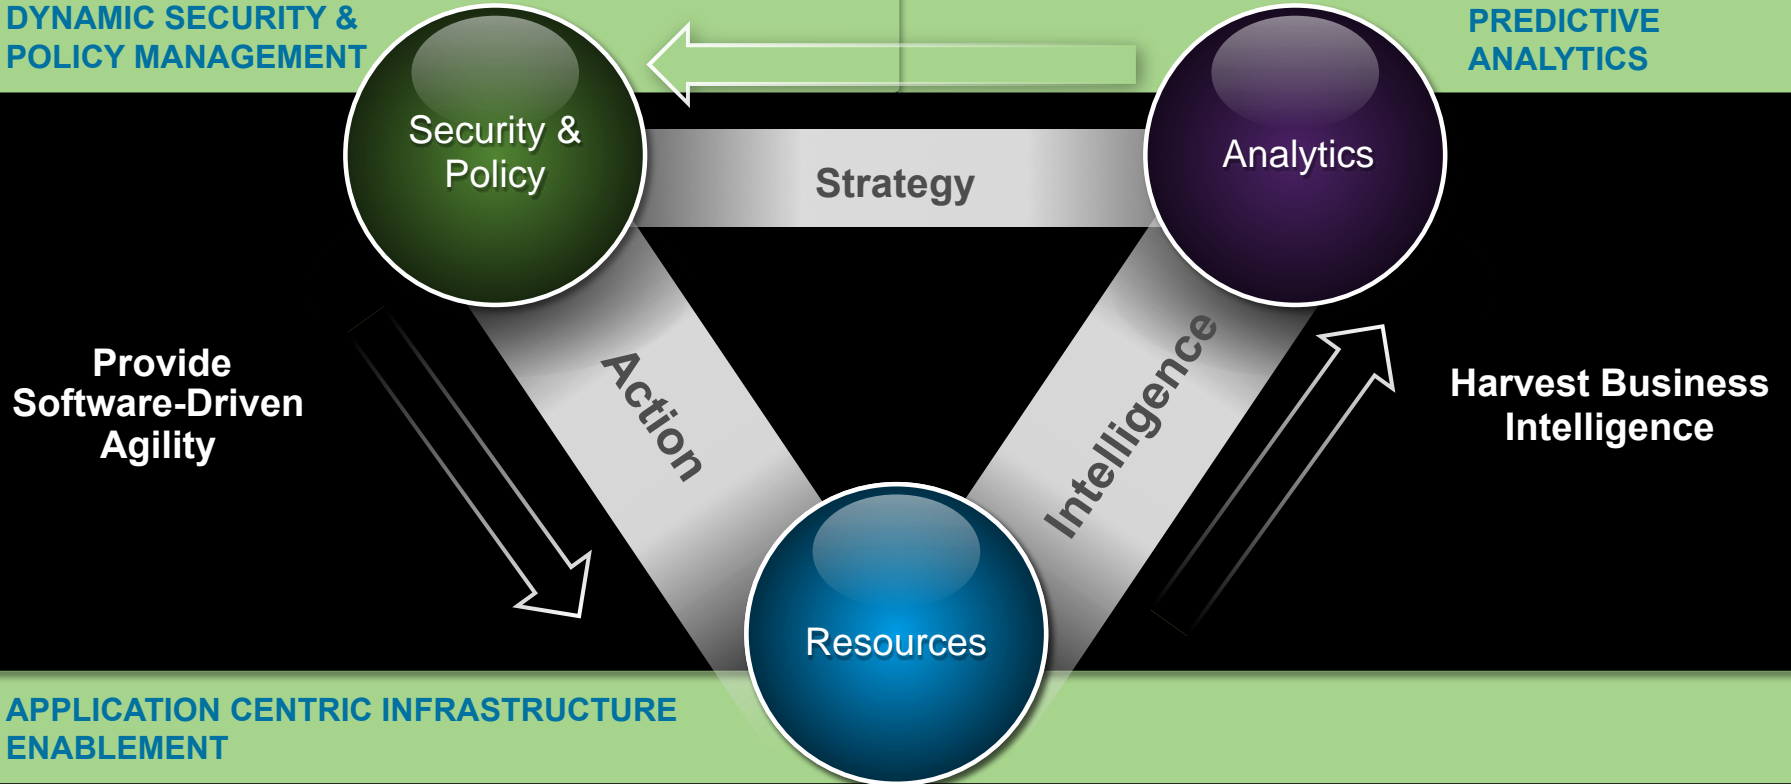 DYNAMIC SECURITY &
POLICY MANAGEMENT
PREDICTIVE
ANALYTICS
Security &
Policy
Analytics
Strategy
Action
Intelligence
Provide
Software-Driven
Agility
Harvest Business
Intelligence
Resources
APPLICATION CENTRIC INFRASTRUCTURE
ENABLEMENT